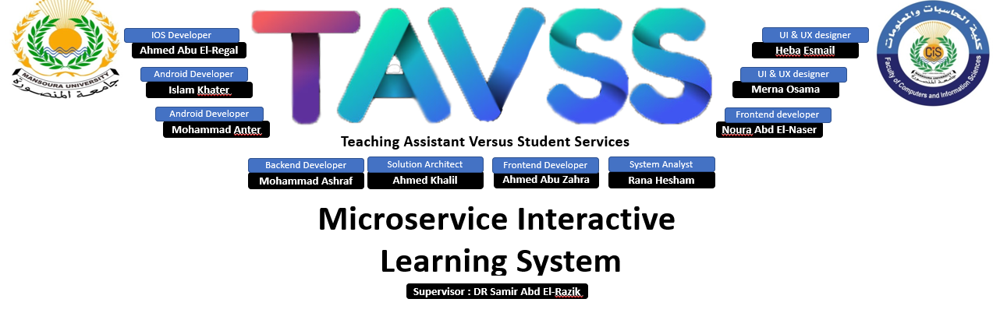 TAVSS
Teaching Assistant Versus Student Services
MANSOURA UNIVERSITY
جامعة المنصورة
IOS Developer
Ahmed Abu El-Regal
Android Developer
Islam Khater
Android Developer
Mohammad Anter
UI & UX designer
Heba Esmail
UI & UX designer
Merna Osama
Frontend developer
Noura Abd El-Naser
كلية الحاسبات والمعلومات
CiS
جامعة المنصورة
Faculty of Computers and Information Sciences
Backend Developer
Mohammad Ashraf
Solution Architect
Ahmed Khalil
Frontend Developer
Ahmed Abu Zahra
System Analyst
Rana Hesham
Microservice Interactive
Learning System
Supervisor : DR Samir Abd El-Razik